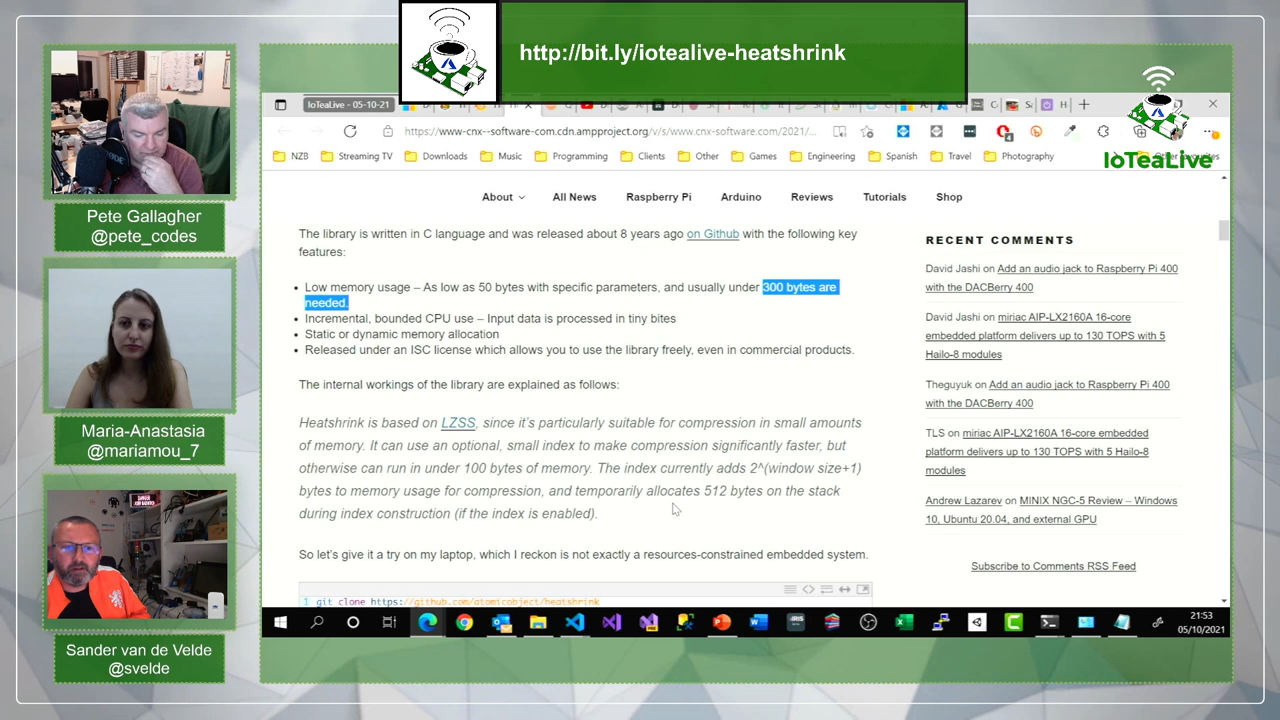 http://bit.ly/iotealive-heatshrink
Pete Gallagher
@pete_codes
Maria-Anastasia
@mariamou_7
Sander van de Velde
@svelde
IoTeaLive
IoTeaLive - 05-10-21
https://www-cnx--software-com.cdn.ampproject.org/v/s/www.cnx-software.com/2021/...
NZB
Streaming TV
Downloads
Music
Programming
Clients
Other
Games
Engineering
Spanish
Travel
Photography
About
All News
Raspberry Pi
Arduino
Reviews
Tutorials
Shop
The library is written in C language and was released about 8 years ago on Github with the following key
features:
• Low memory usage – As low as 50 bytes with specific parameters, and usually under 300 bytes are
needed.
• Incremental, bounded CPU use – Input data is processed in tiny bites
• Static or dynamic memory allocation
• Released under an ISC license which allows you to use the library freely, even in commercial products.
The internal workings of the library are explained as follows:
Heatshrink is based on LZSS, since it's particularly suitable for compression in small amounts
of memory. It can use an optional, small index to make compression significantly faster, but
otherwise can run in under 100 bytes of memory. The index currently adds 2^(window size+1)
bytes to memory usage for compression, and temporarily allocates 512 bytes on the stack
during index construction (if the index is enabled).
So let's give it a try on my laptop, which I reckon is not exactly a resources-constrained embedded system.
1 git clone https://github.com/atomicobject/heatshrink
RECENT COMMENTS
David Jashi on Add an audio jack to Raspberry Pi 400
with the DACBerry 400
David Jashi on miriac AIP-LX2160A 16-core
embedded platform delivers up to 130 TOPS with 5
Hailo-8 modules
Theguyuk on Add an audio jack to Raspberry Pi 400
with the DACBerry 400
TLS on miriac AIP-LX2160A 16-core embedded
platform delivers up to 130 TOPS with 5 Hailo-8
modules
Andrew Lazarev on MINIX NGC-5 Review – Windows
10, Ubuntu 20.04, and external GPU
Subscribe to Comments RSS Feed
21:53
05/10/2021